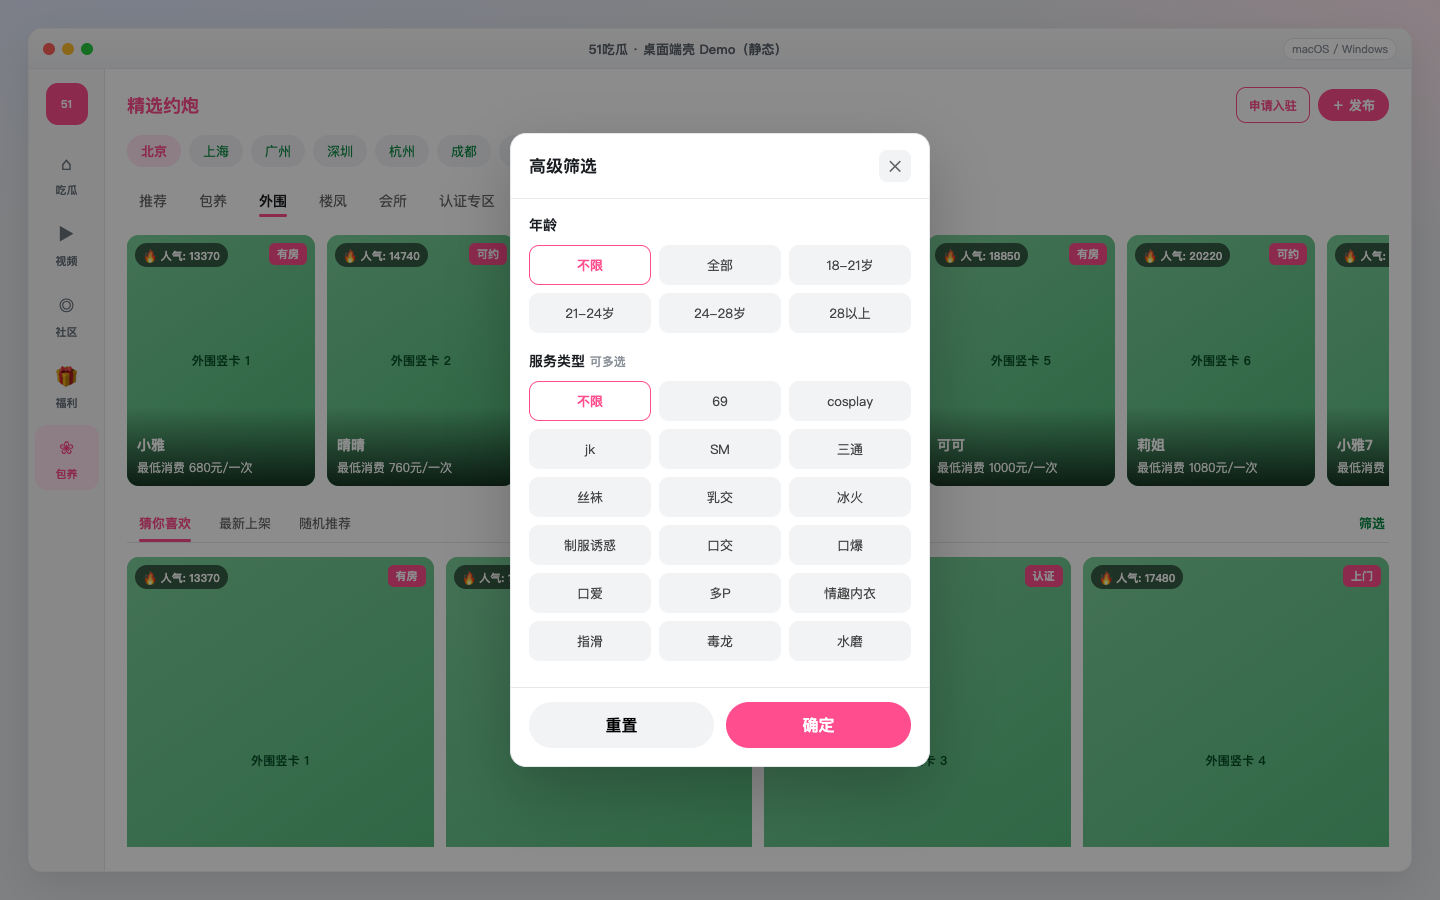 51吃瓜 · 桌面端壳 Demo（静态）
macOS / Windows
51
吃瓜
视频
社区
福利
包养
精选约炮
申请入驻
+ 发布
北京 上海 广州 深圳 杭州 成都
推荐 包养 外围 楼凤 会所 认证专区
人气: 13370 有房
外围竖卡 1
小雅
最低消费 680元/一次
人气: 14740 可约
外围竖卡 2
晴晴
最低消费 760元/一次
人气: 18850 有房
外围竖卡 5
可可
最低消费 1000元/一次
人气: 20220 可约
外围竖卡 6
莉姐
最低消费 1080元/一次
人气:
小雅7
最低消费
猜你喜欢 最新上架 随机推荐
筛选
人气: 13370 有房
外围竖卡 1
人气:
认证
卡 3
人气: 17480 上门
外围竖卡 4
高级筛选
年龄
不限 全部 18–21岁
21–24岁 24–28岁 28以上
服务类型 可多选
不限 69 cosplay
jk SM 三通
丝袜 乳交 冰火
制服诱惑 口交 口爆
口爱 多P 情趣内衣
指滑 毒龙 水磨
重置 确定